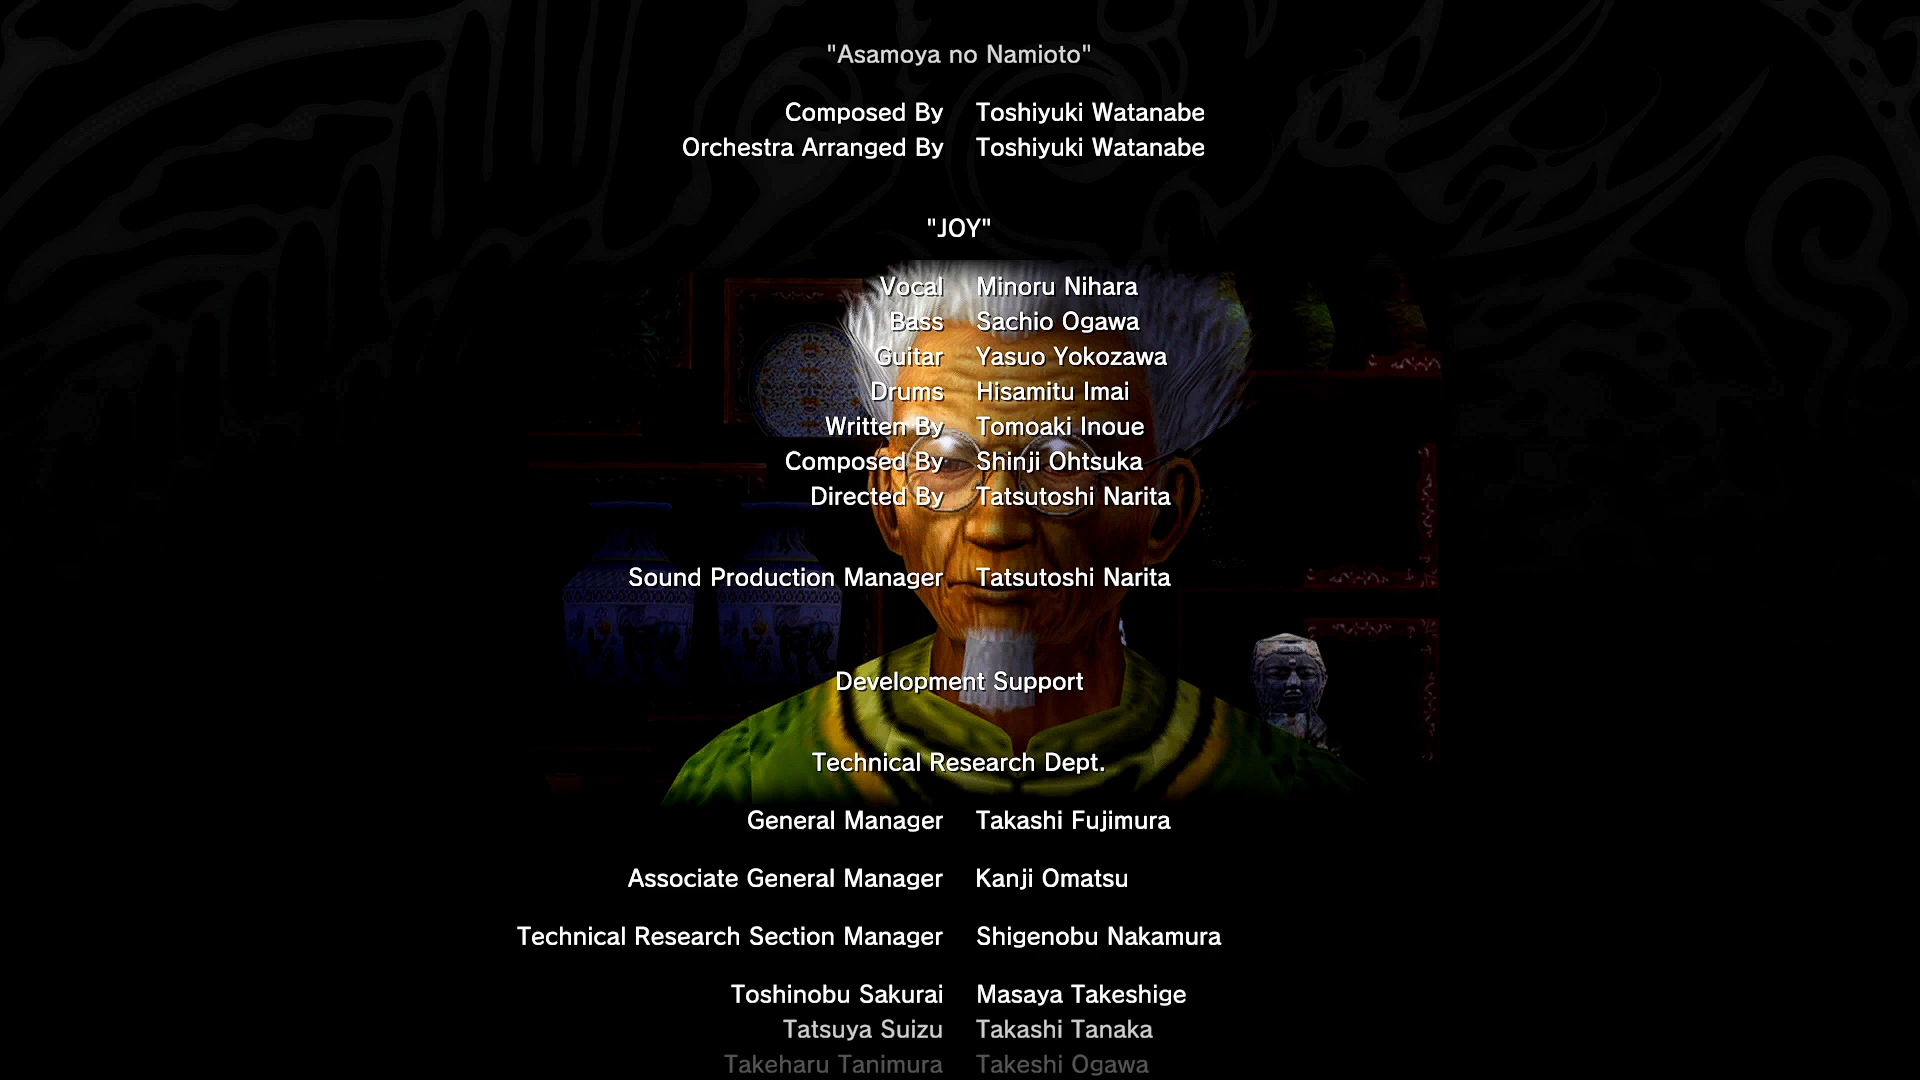 "Asamoya no Namioto"
Composed By Toshiyuki Watanabe
Orchestra Arranged By Toshiyuki Watanabe
"JOY"
Vocal Minoru Nihara
Bass Sachio Ogawa
Guitar Yasuo Yokozawa
Drums Hisamitu Imai
Written By Tomoaki Inoue
Composed By Shinji Ohtsuka
Directed By Tatsutoshi Narita
Sound Production Manager Tatsutoshi Narita
Development Support
Technical Research Dept.
General Manager Takashi Fujimura
Associate General Manager Kanji Omatsu
Technical Research Section Manager Shigenobu Nakamura
Toshinobu Sakurai Masaya Takeshige
Tatsuya Suizu Takashi Tanaka
Takeharu Tanimura Takeshi Ogawa